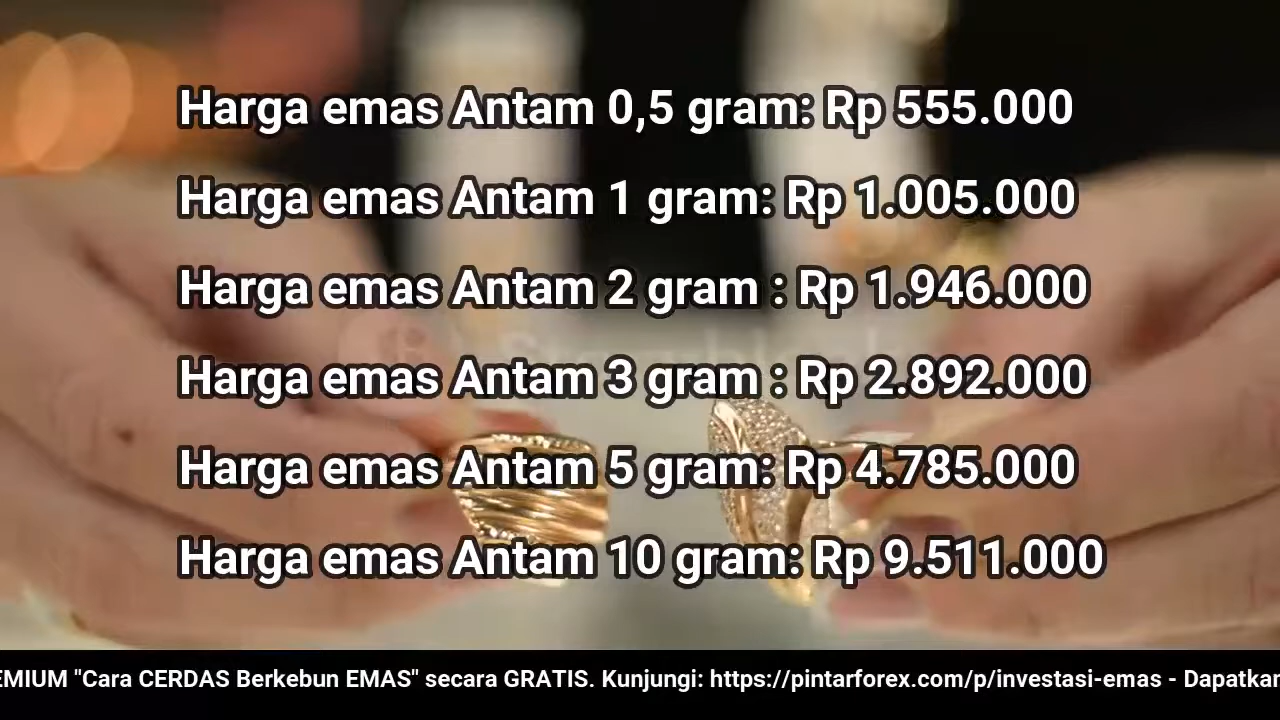 Harga emas Antam 0,5 gram: Rp 555.000
Harga emas Antam 1 gram: Rp 1.005.000
Harga emas Antam 2 gram : Rp 1.946.000
Harga emas Antam 3 gram : Rp 2.892.000
Harga emas Antam 5 gram: Rp 4.785.000
Harga emas Antam 10 gram: Rp 9.511.000
"Cara CERDAS Berkebun EMAS" secara GRATIS. Kunjungi: https://pintarforex.com/p/investasi-emas -